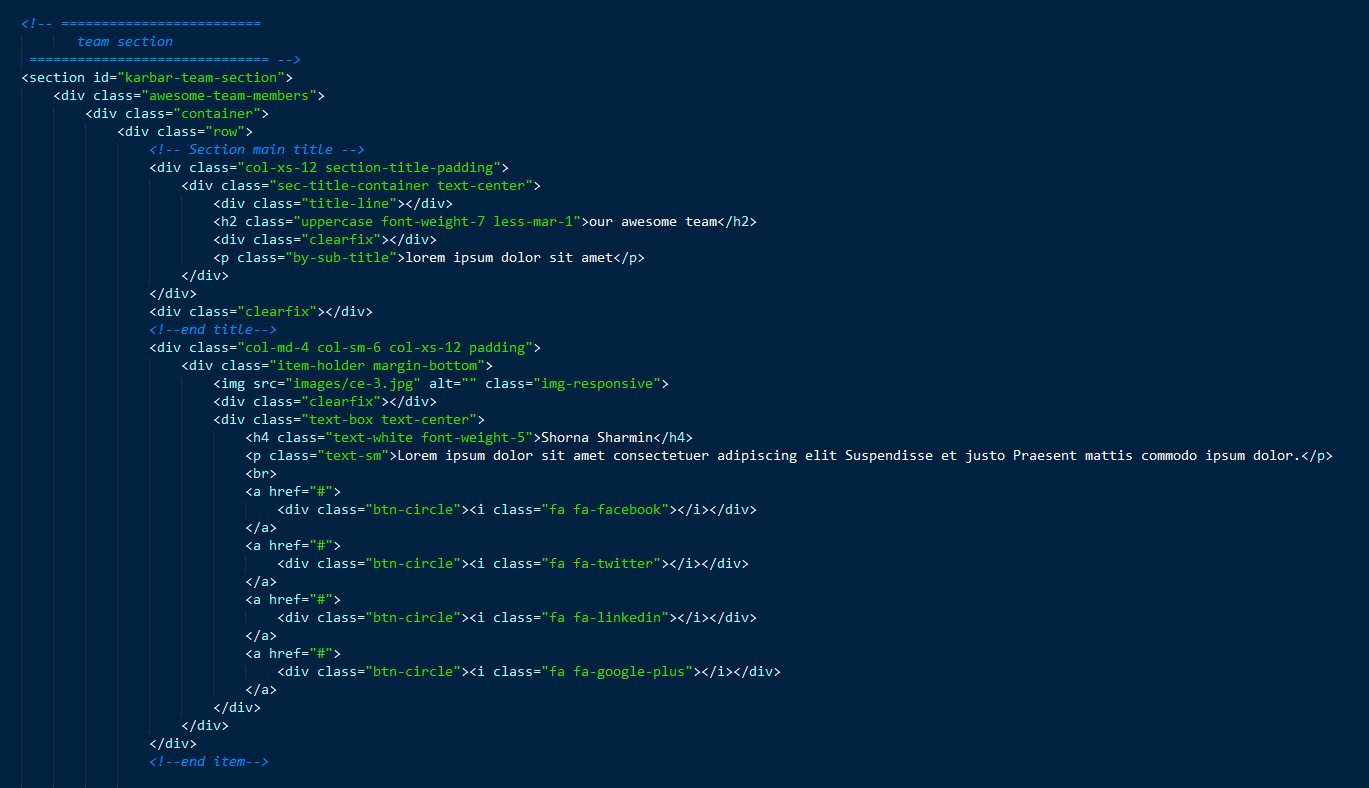 <!-- =========================
team section
============================== -->
<section id="karbar-team-section">
<div class="awesome-team-members">
<div class="container">
<div class="row">
<!-- Section main title -->
<div class="col-xs-12 section-title-padding">
<div class="sec-title-container text-center">
<div class="title-line"></div>
<h2 class="uppercase font-weight-7 less-mar-1">our awesome team</h2>
<div class="clearfix"></div>
<p class="by-sub-title">lorem ipsum dolor sit amet</p>
</div>
</div>
<div class="clearfix"></div>
<!--end title-->
<div class="col-md-4 col-sm-6 col-xs-12 padding">
<div class="item-holder margin-bottom">
<img src="images/ce-3.jpg" alt="" class="img-responsive">
<div class="clearfix"></div>
<div class="text-box text-center">
<h4 class="text-white font-weight-5">Shorna Sharmin</h4>
<p class="text-sm">Lorem ipsum dolor sit amet consectetuer adipiscing elit Suspendisse et justo Praesent mattis commodo ipsum dolor.</p>
<br>
<a href="#">
<div class="btn-circle"><i class="fa fa-facebook"></i></div>
</a>
<a href="#">
<div class="btn-circle"><i class="fa fa-twitter"></i></div>
</a>
<a href="#">
<div class="btn-circle"><i class="fa fa-linkedin"></i></div>
</a>
<a href="#">
<div class="btn-circle"><i class="fa fa-google-plus"></i></div>
</a>
</div>
</div>
</div>
<!--end item-->